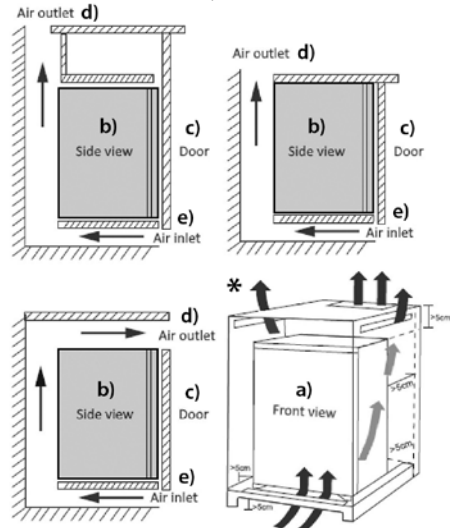 Air outlet d)
b)
Side view
c)
Door
e)
Air inlet
Air outlet d)
b)
Side view
c)
Door
e)
Air inlet
d)
Air outlet
b)
Side view
c)
Door
e)
Air inlet
*
>5cm
a)
Front view
>5cm
>5cm
>5cm
>5cm